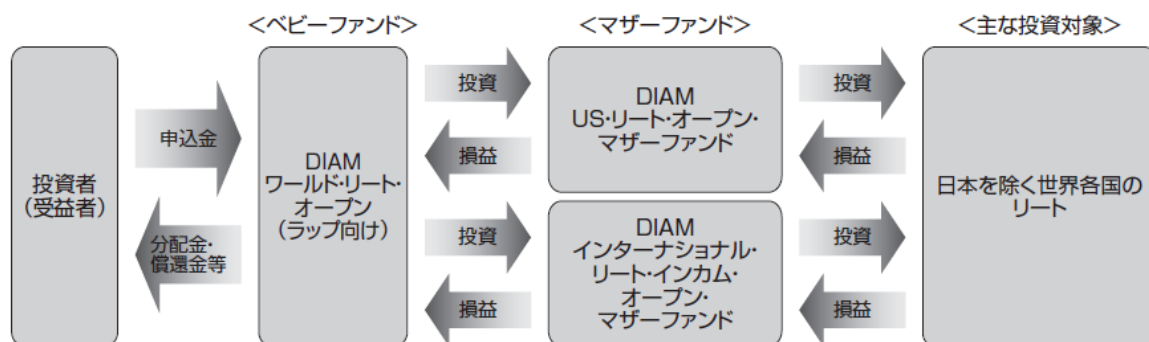 <ベビーファンド>
<マザーファンド>
<主な投資対象>
投資者
(受益者)
申込金
分配金・
償還金等
DIAM
ワールド・リート・
オープン
(ラップ向け)
投資
損益
投資
損益
DIAM
US・リート・オープン・
マザーファンド
DIAM
インターナショナル・
リート・インカム・
オープン・
マザーファンド
投資
損益
投資
損益
日本を除く世界各国の
リート